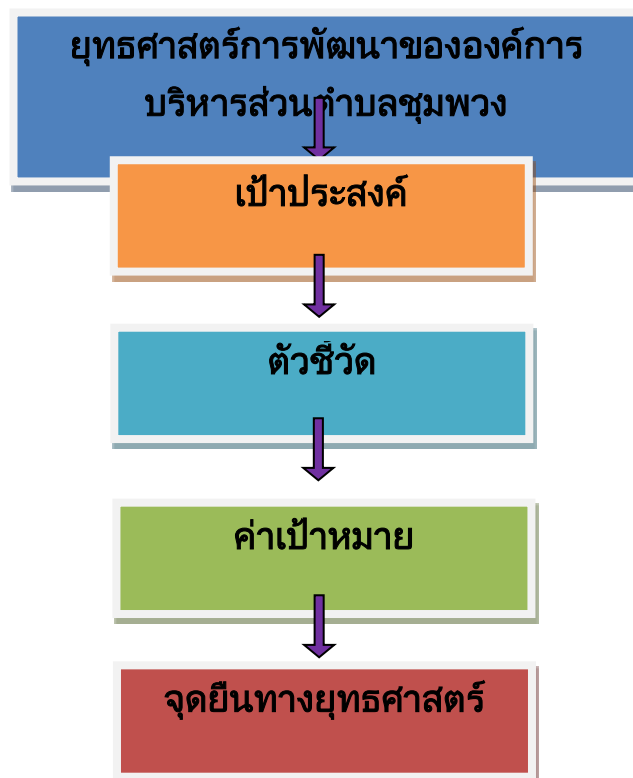 ยุทธศาสตร์การพัฒนาขององค์การ
บริหารส่วนตำบลชุมพวง
เป้าประสงค์
ตัวชี้วัด
ค่าเป้าหมาย
จุดยืนทางยุทธศาสตร์